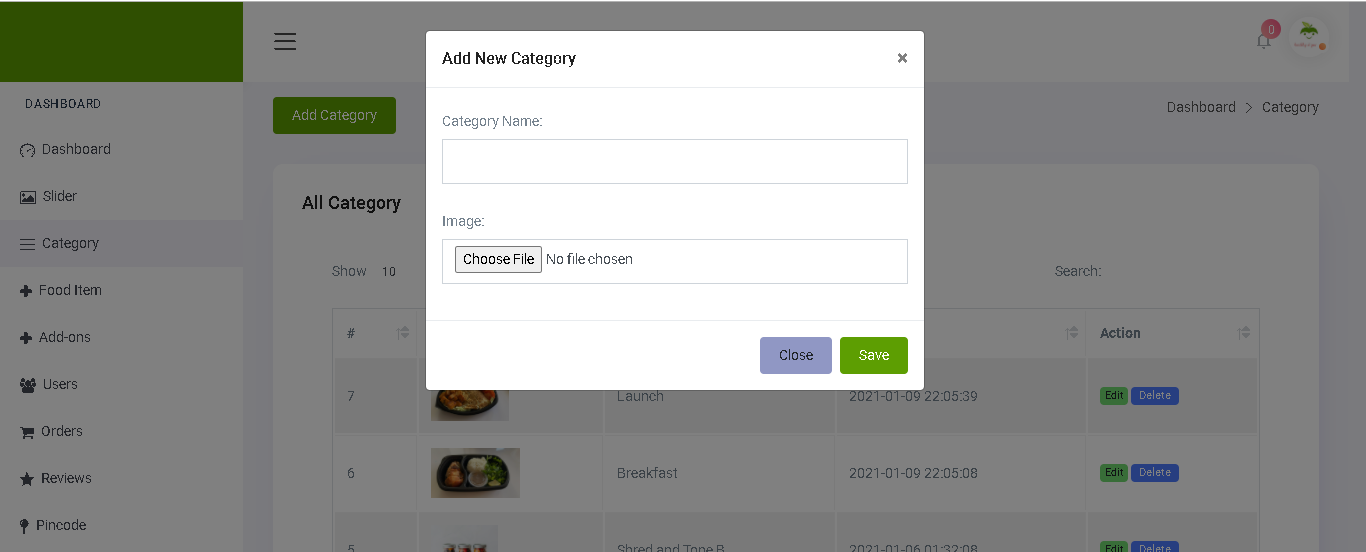 0
DASHBOARD
Dashboard
Slider
Category
Food Item
Add-ons
Users
Orders
Reviews
Pincode
Add Category
Dashboard > Category
All Category
Show 10
Search:
# Action
7 Launch 2021-01-09 22:05:39 Edit Delete
6 Breakfast 2021-01-09 22:05:08 Edit Delete
5 Shred and Tone B 2021-01-06 01:32:08 Edit Delete
Add New Category ×
Category Name:
Image:
Choose File No file chosen
Close Save